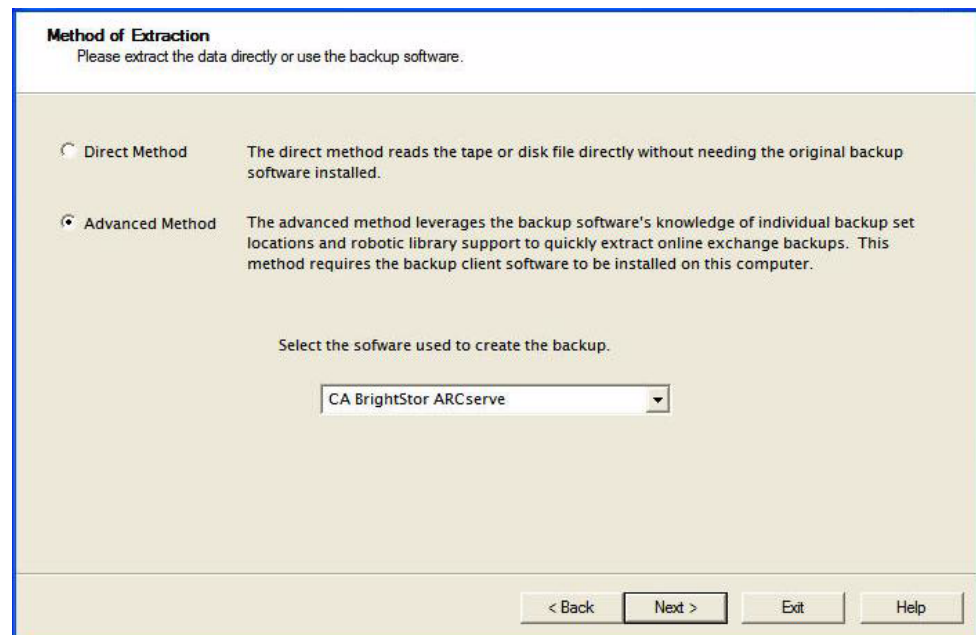 Method of Extraction
Please extract the data directly or use the backup software.
Direct Method
The direct method reads the tape or disk file directly without needing the original backup
software installed.
Advanced Method
The advanced method leverages the backup software's knowledge of individual backup set
locations and robotic library support to quickly extract online exchange backups. This
method requires the backup client software to be installed on this computer.
Select the sofware used to create the backup.
CA BrightStor ARCserve
< Back
Next >
Exit
Help